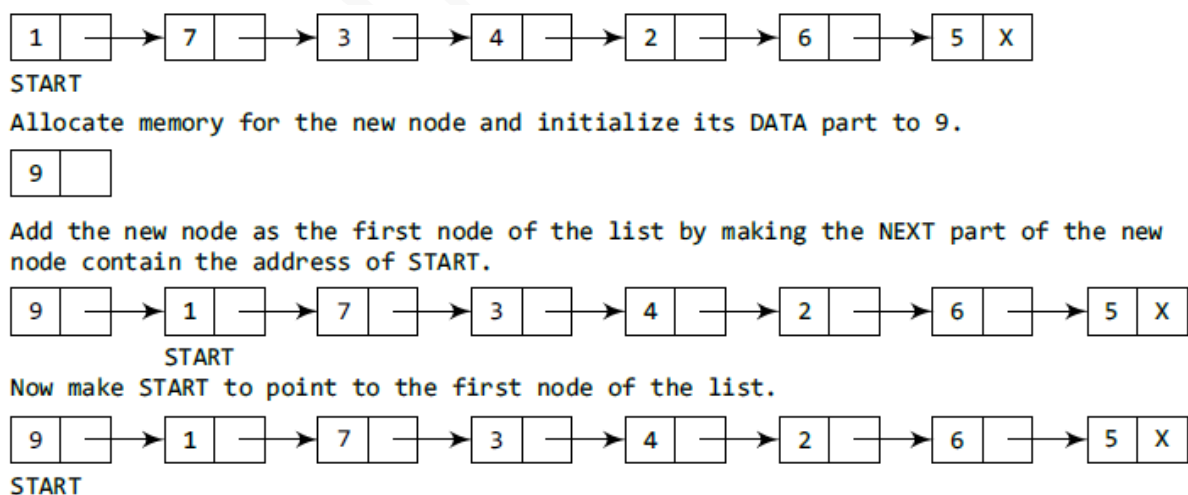 1 7 3 4 2 6 5 X
START
Allocate memory for the new node and initialize its DATA part to 9.
9
Add the new node as the first node of the list by making the NEXT part of the new
node contain the address of START.
9 1 7 3 4 2 6 5 X
START
Now make START to point to the first node of the list.
9 1 7 3 4 2 6 5 X
START